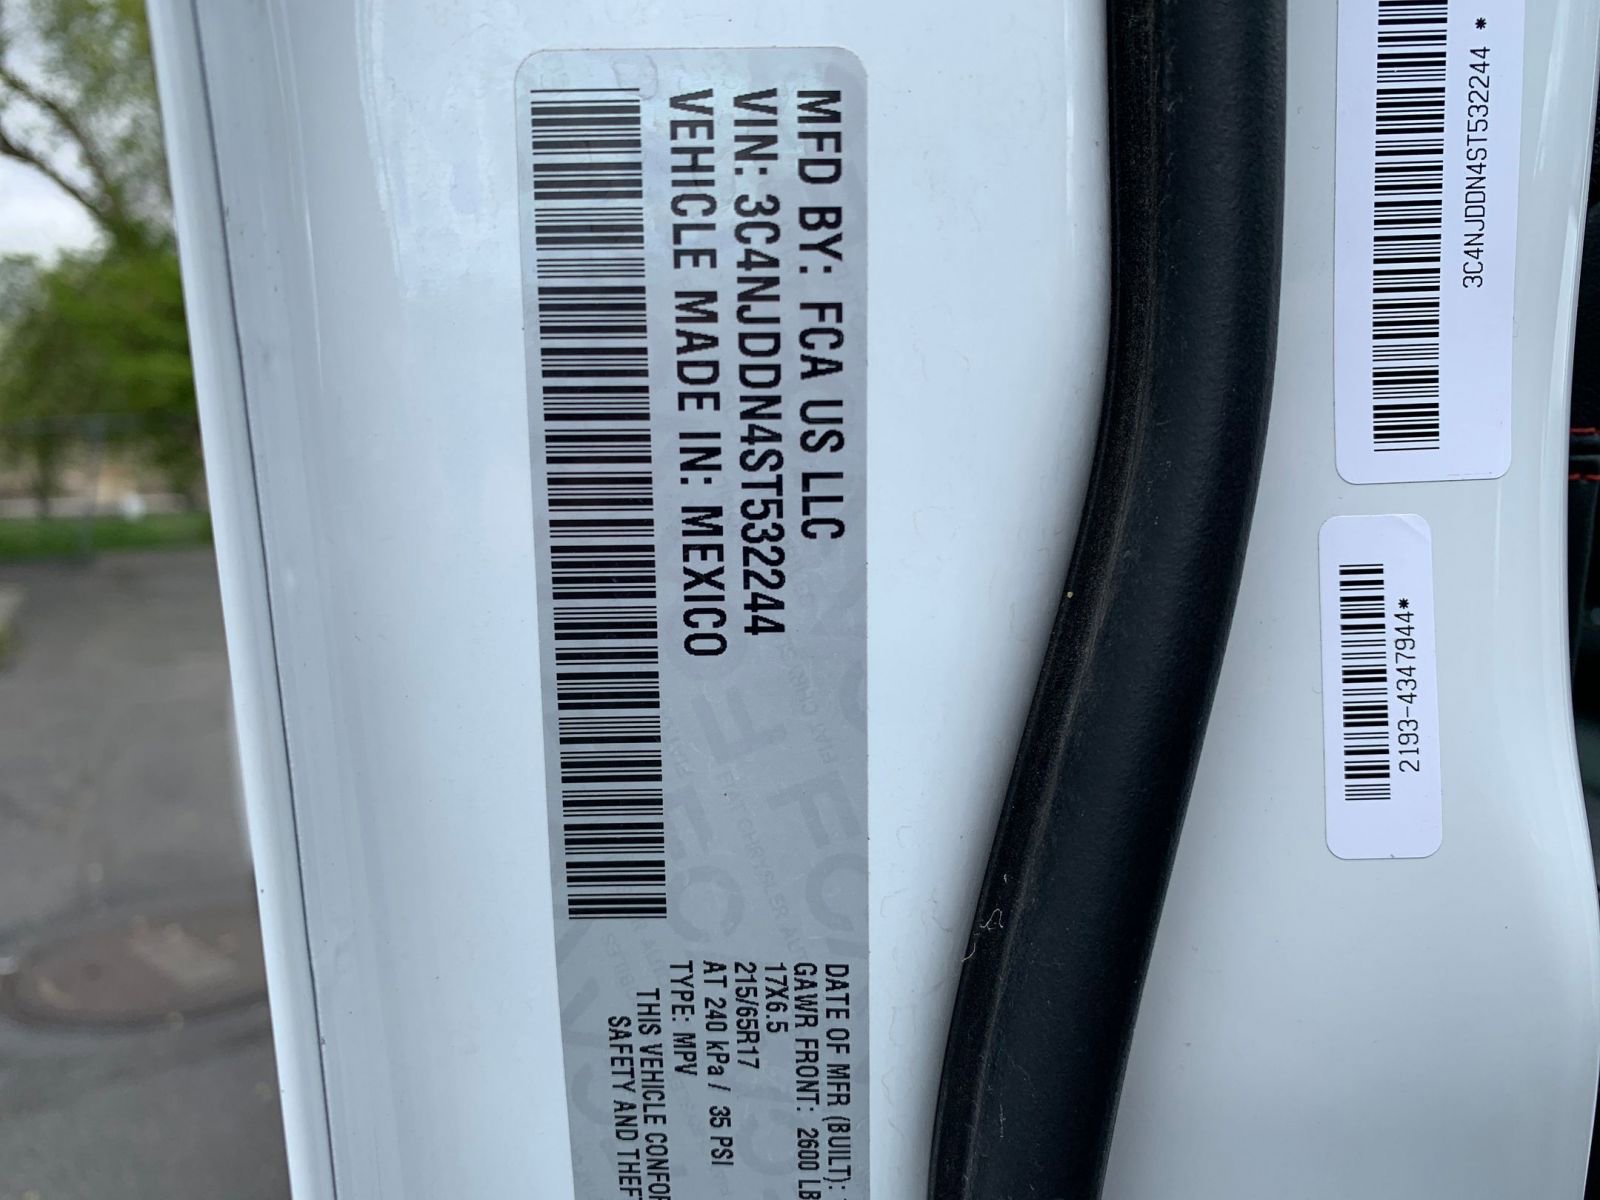 MFD BY: FCA US LLC
VIN: 3C4NJDDN4ST532244
VEHICLE MADE IN: MEXICO
DATE OF MFR (BUILT):
GAWR FRONT: 2600 LB
17X6.5
215/65R17
AT 240 kPa / 35 PSI
TYPE: MPV
THIS VEHICLE CONFOR
SAFETY AND THEF
3C4NJDDN4ST532244 *
2193-4347944*